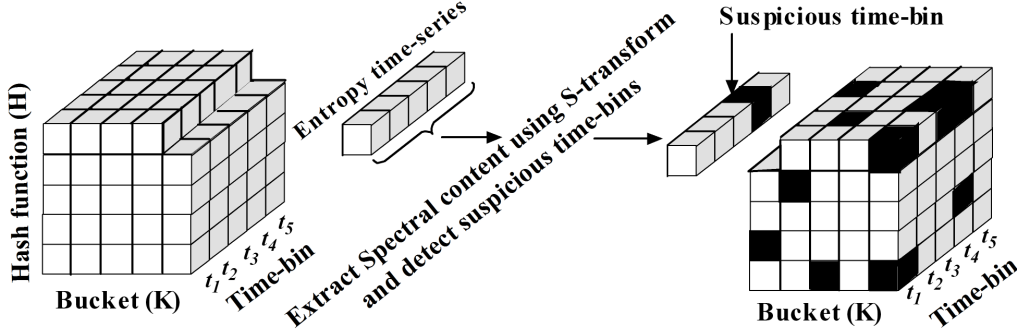 Hash function (H)
Bucket (K)
t1
t2
t3
t4
t5
Time-bin
Entropy time-series
Extract Spectral content using S-transform
and detect suspicious time-bins
Suspicious time-bin
Bucket (K)
t1
t2
t3
t4
t5
Time-bin